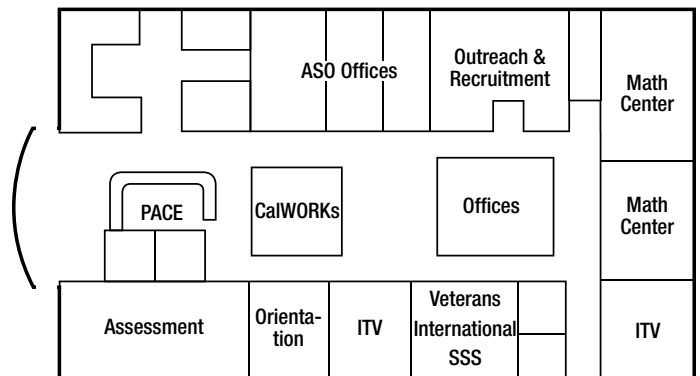 ASO Offices
Outreach &
Recruitment
Math
Center
PACE
CalWORKs
Offices
Math
Center
Assessment
Orienta-
tion
ITV
Veterans
International
SSS
ITV